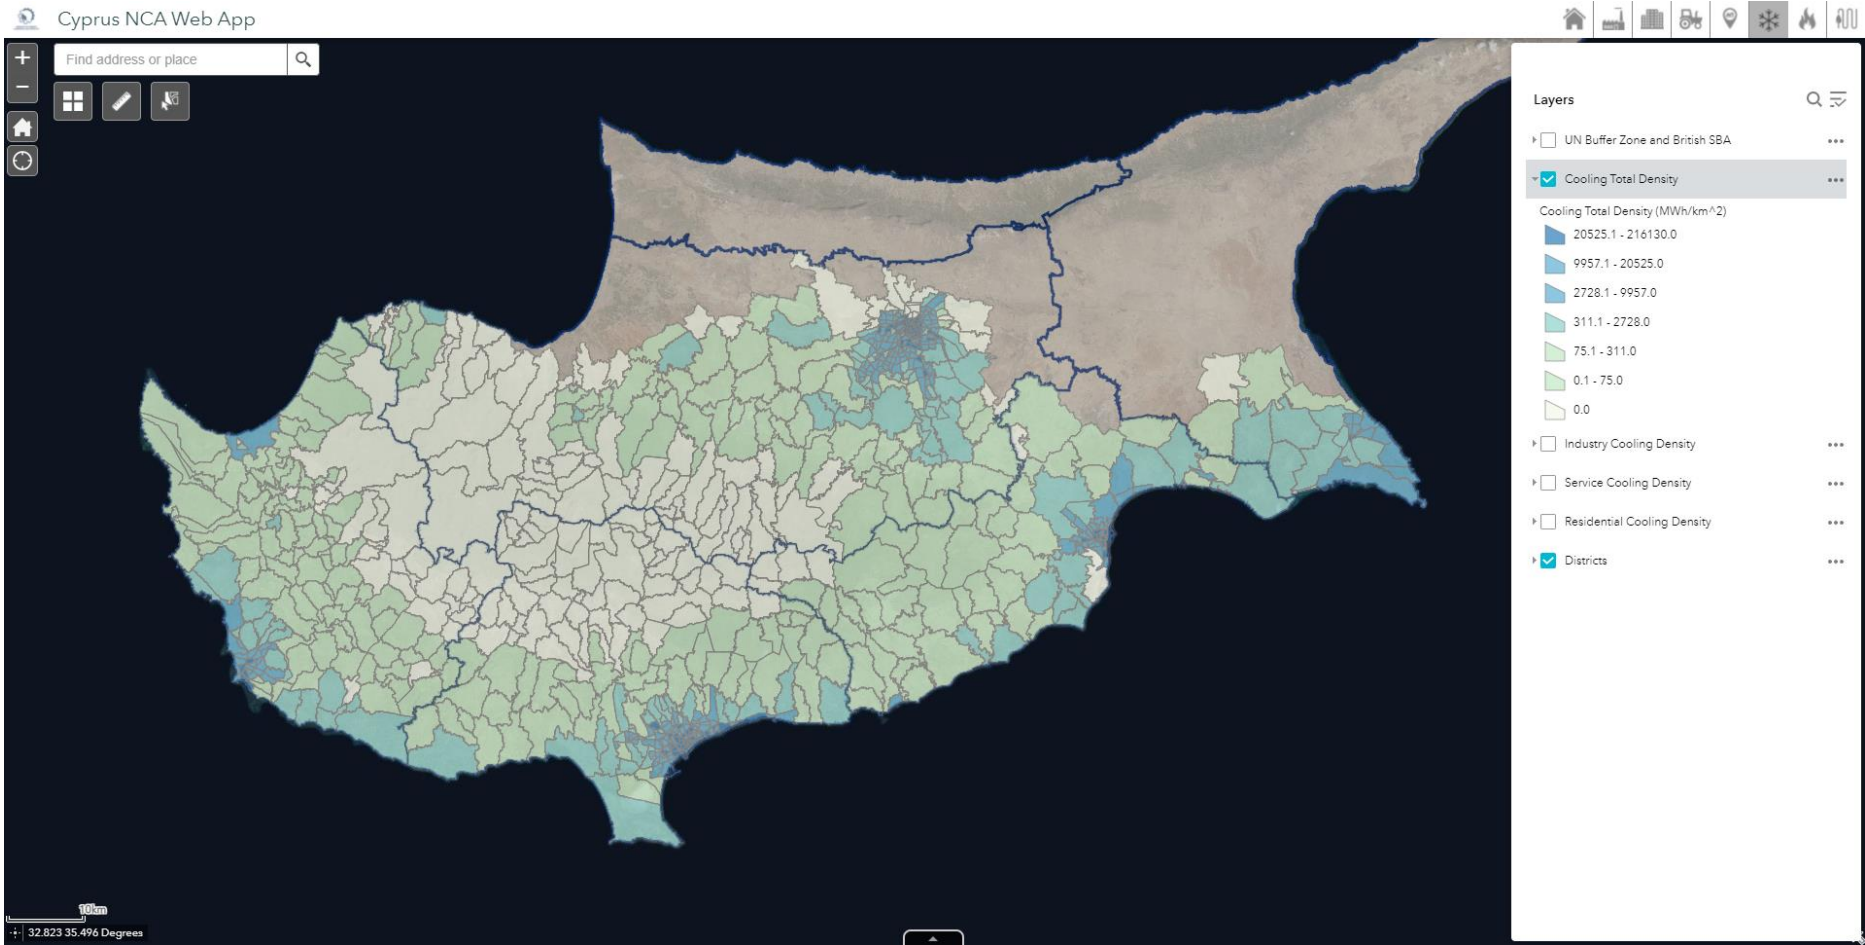 Cyprus NCA Web App
Find address or place
Layers
UN Buffer Zone and British SBA
Cooling Total Density
Cooling Total Density (MWh/km^2)
20525.1 - 216130.0
9957.1 - 20525.0
2728.1 - 9957.0
311.1 - 2728.0
75.1 - 311.0
0.1 - 75.0
0.0
Industry Cooling Density
Service Cooling Density
Residential Cooling Density
Districts
10km
32.823 35.496 Degrees